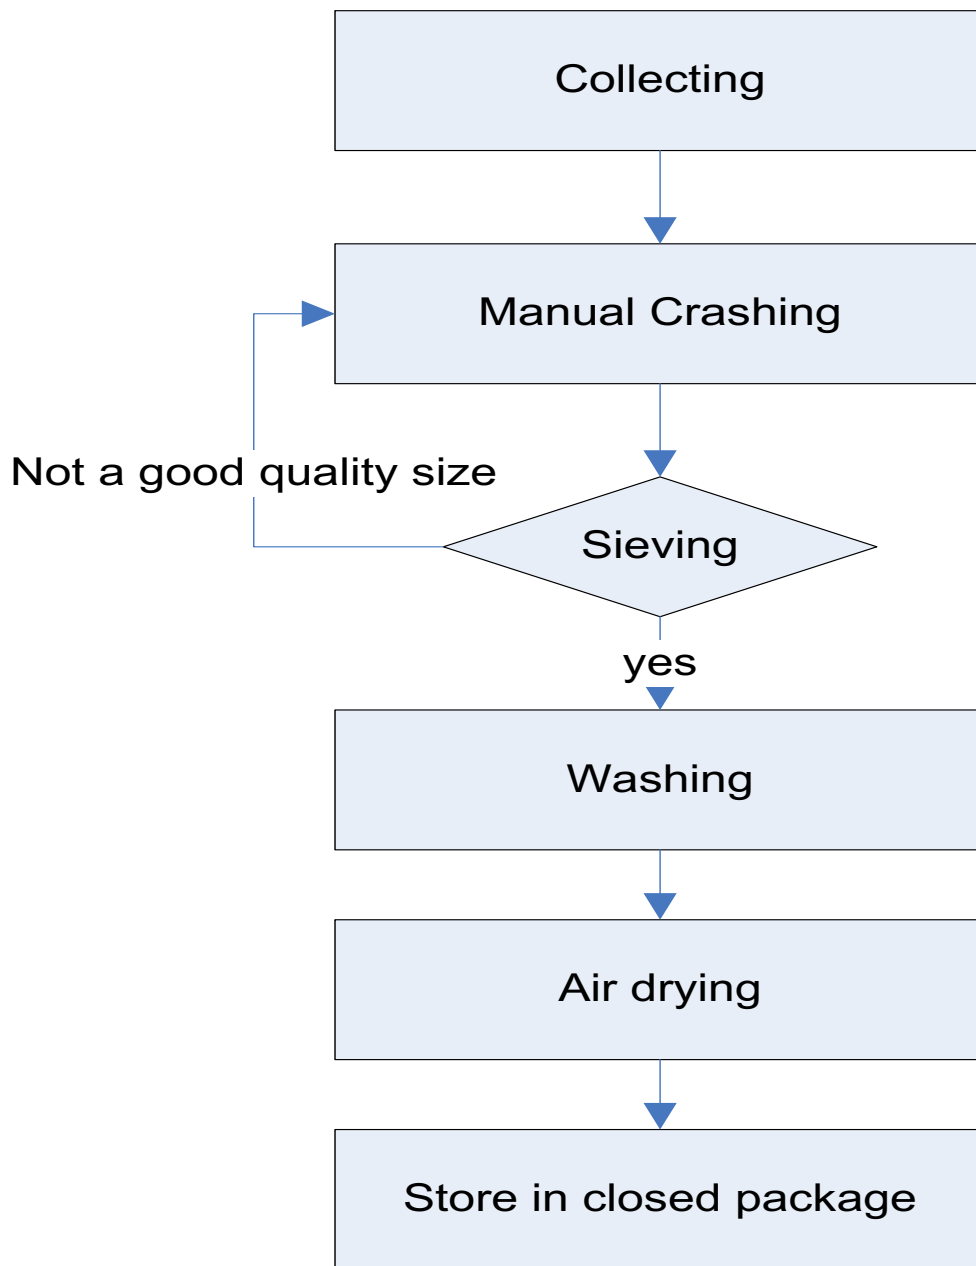 Collecting
Manual Crashing
Not a good quality size
Sieving
yes
Washing
Air drying
Store in closed package